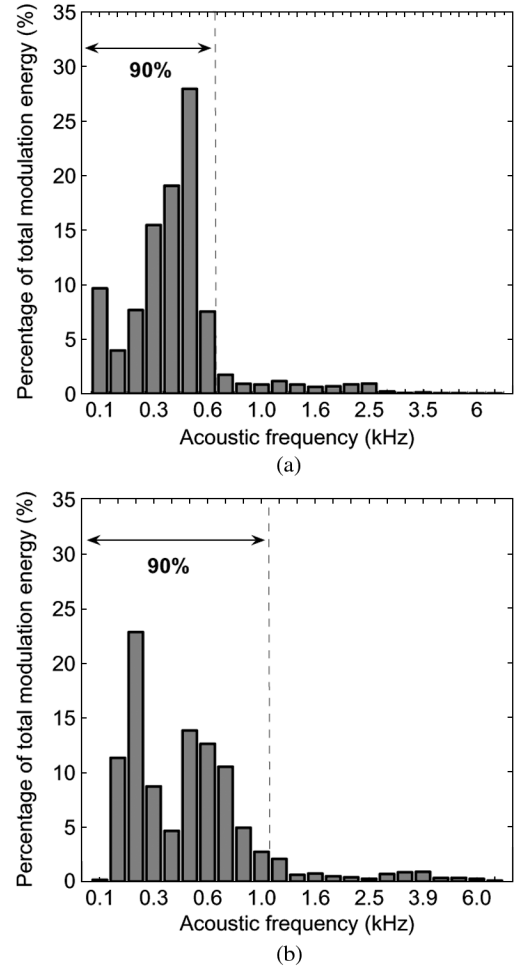 Percentage of total modulation energy (%)
35
30
25
20
15
10
5
0
90%
0.1 0.3 0.6 1.0 1.6 2.5 3.5 6
Acoustic frequency (kHz)
(a)
Percentage of total modulation energy (%)
35
30
25
20
15
10
5
0
90%
0.1 0.3 0.6 1.0 1.6 2.5 3.9 6.0
Acoustic frequency (kHz)
(b)